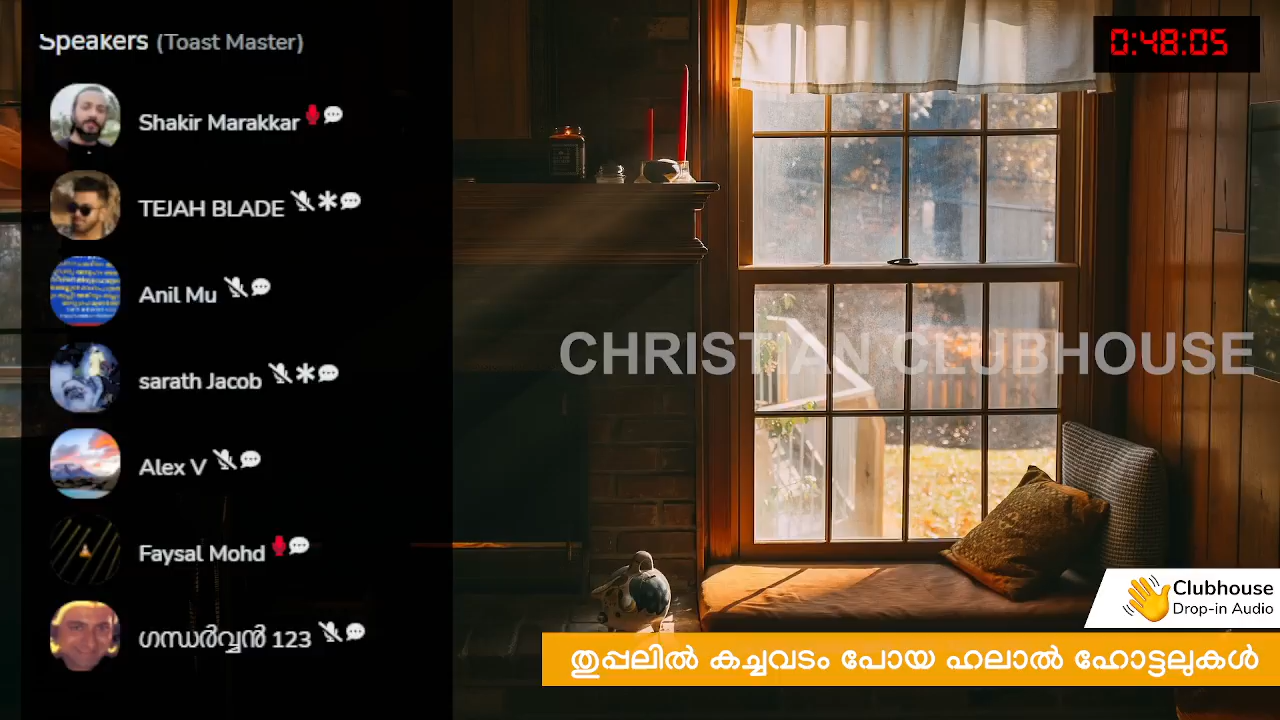 Speakers (Toast Master)
0:48:05
Shakir Marakkar
TEJAH BLADE
Anil Mu
sarath Jacob
CHRISTIAN CLUBHOUSE
Alex V
Faysal Mohd
ഗന്ധർവ്വൻ 123
Clubhouse
Drop-in Audio
തുപ്പലിൽ കച്ചവടം പോയ ഹലാൽ ഹോട്ടലുകൾ